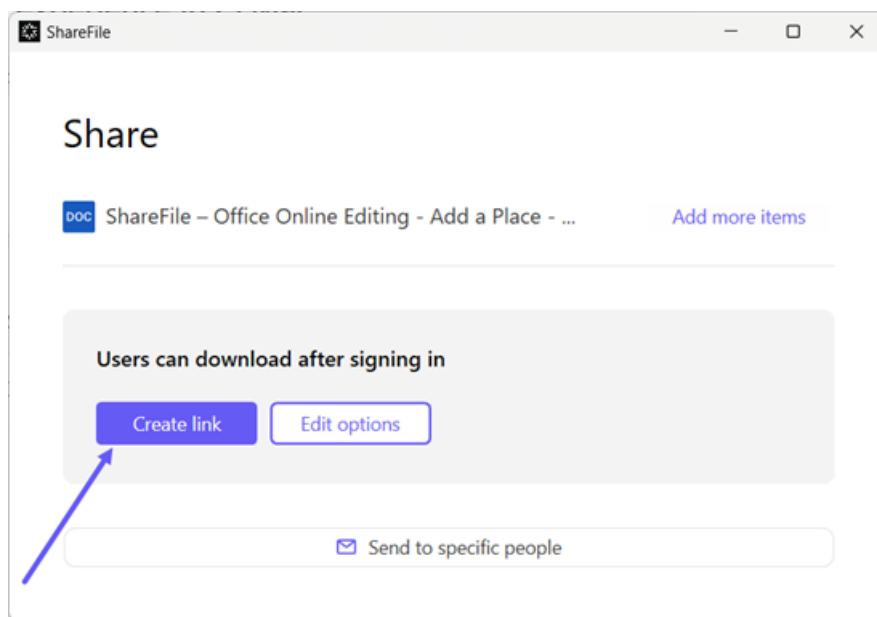 ShareFile
Share
DOC ShareFile – Office Online Editing - Add a Place - ... Add more items
Users can download after signing in
Create link Edit options
Send to specific people